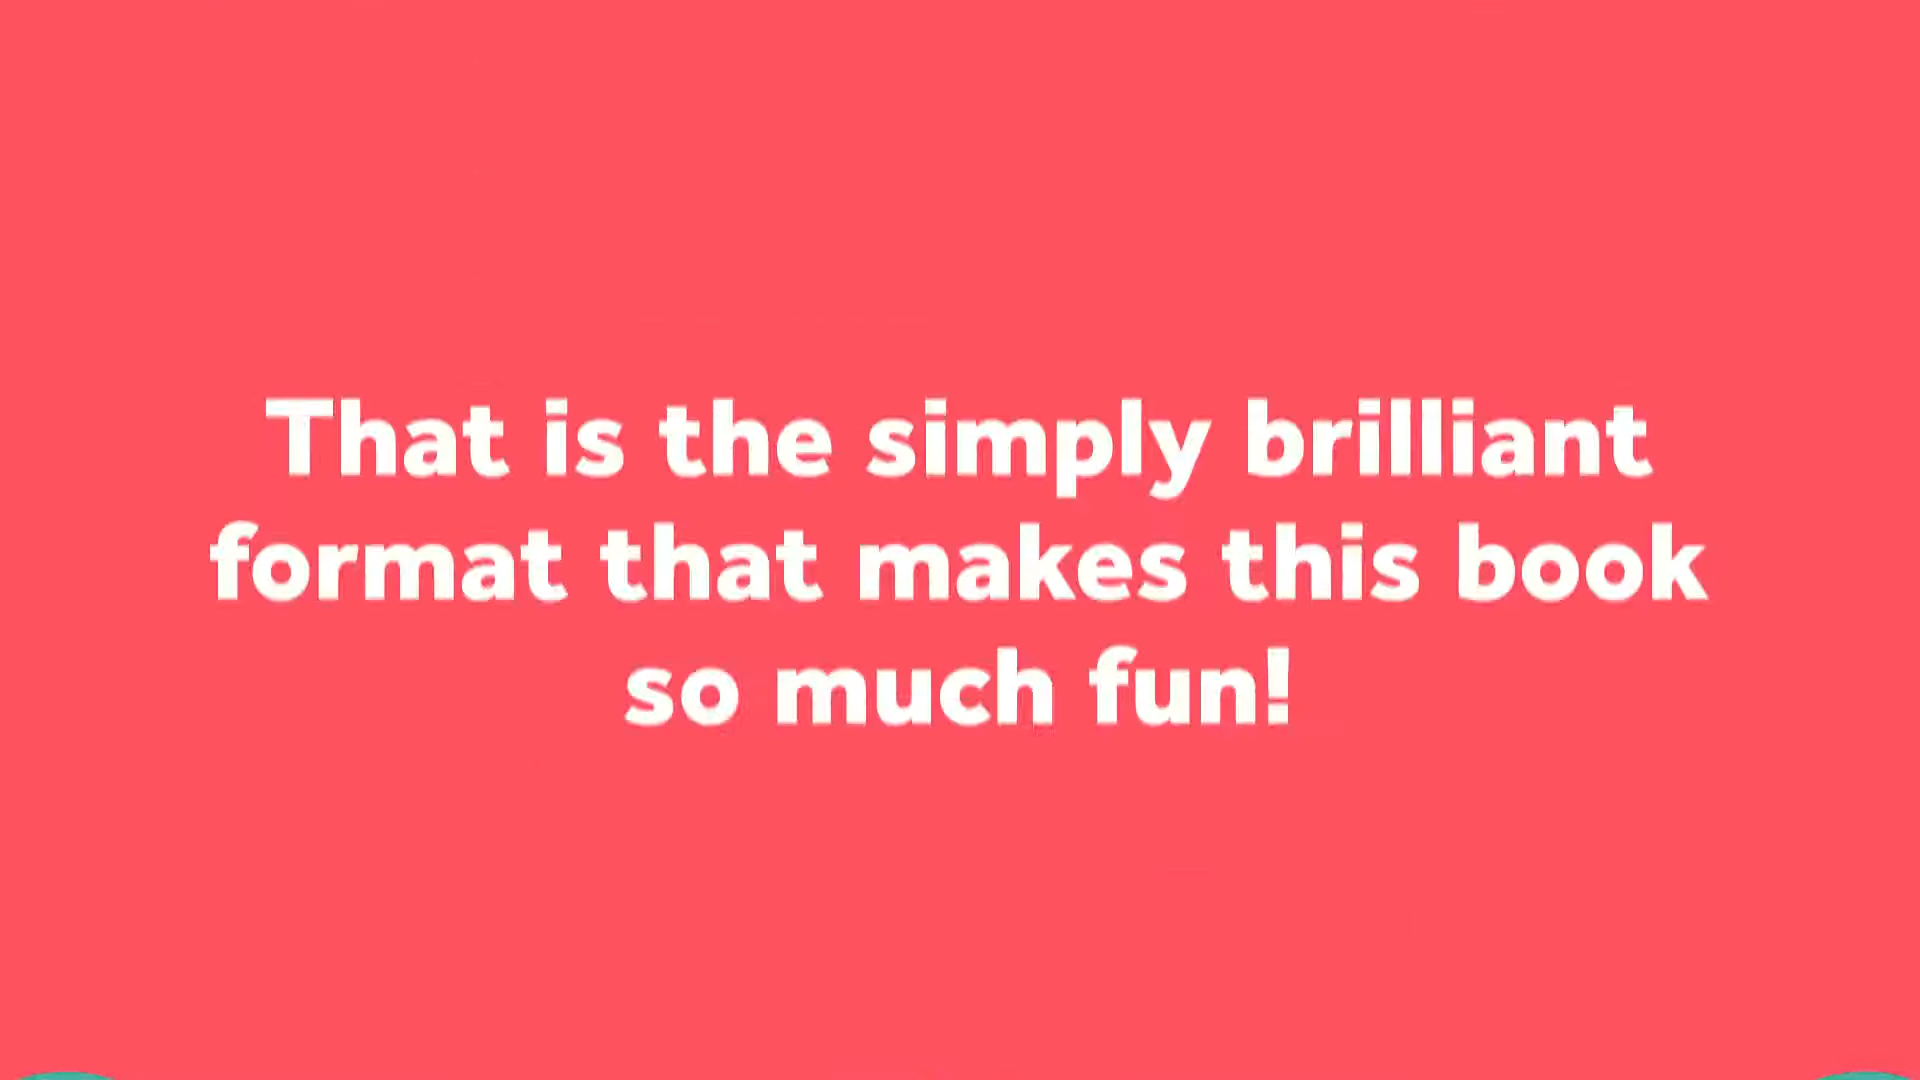 That is the simply brilliant
format that makes this book
so much fun!